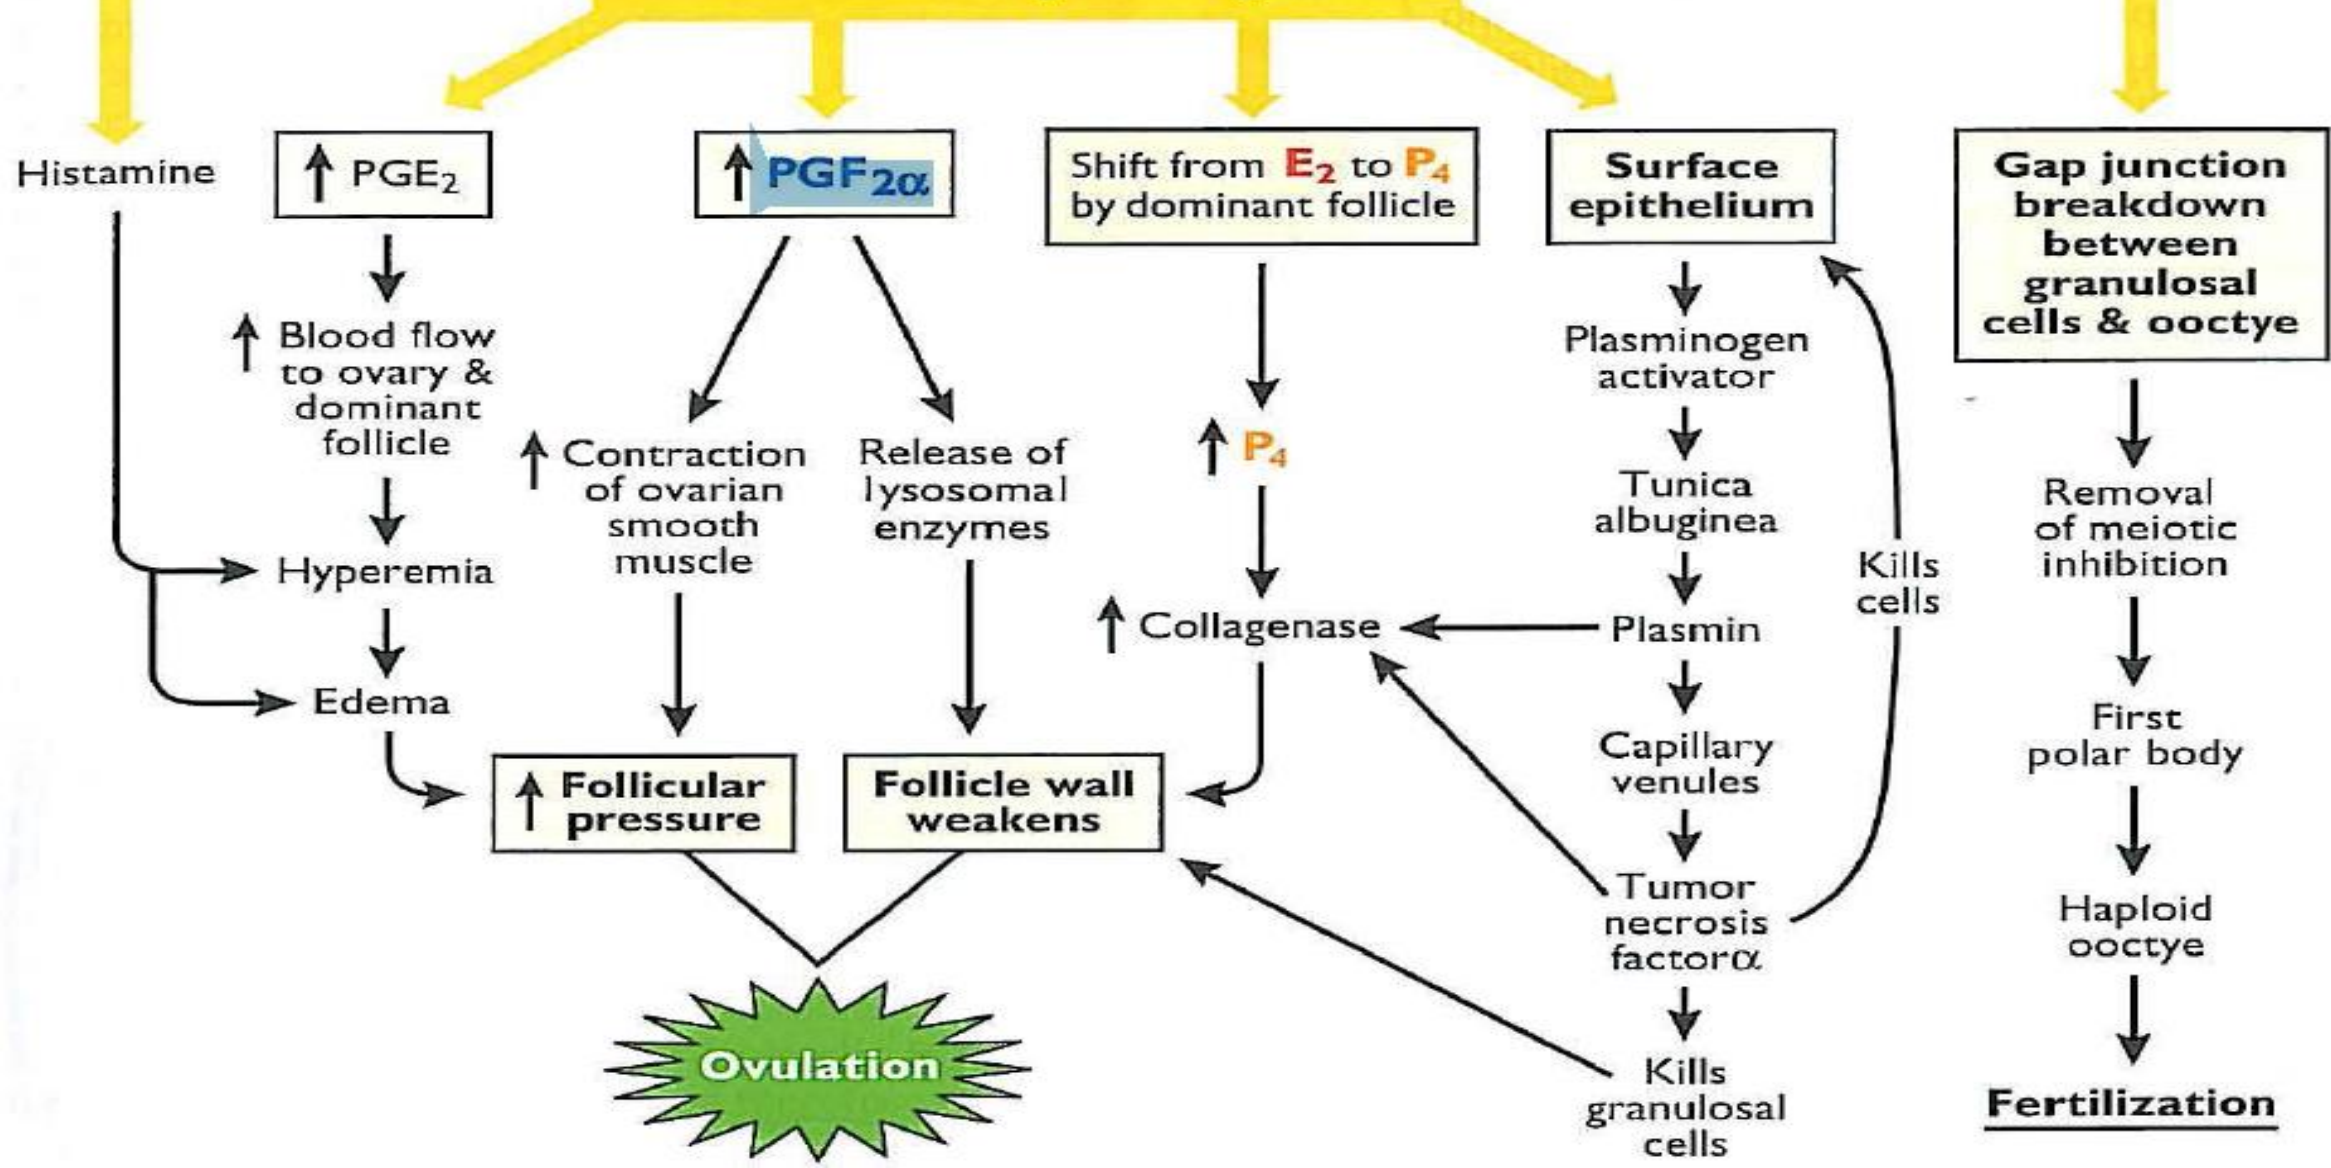 Histamine
↑ PGE2
↑ PGF2α
Shift from E2 to P4
by dominant follicle
Surface
epithelium
Gap junction
breakdown
between
granulosal
cells & ooctye
↑ Blood flow
to ovary &
dominant
follicle
Hyperemia
Edema
↑ Contraction
of ovarian
smooth
muscle
Release of
lysosomal
enzymes
↑ P4
↑ Collagenase
Plasminogen
activator
Tunica
albuginea
Plasmin
Capillary
venules
Tumor
necrosis
factorα
Kills
granulosal
cells
Kills
cells
Removal
of meiotic
inhibition
First
polar body
Haploid
ooctye
Fertilization
↑ Follicular
pressure
Follicle wall
weakens
Ovulation